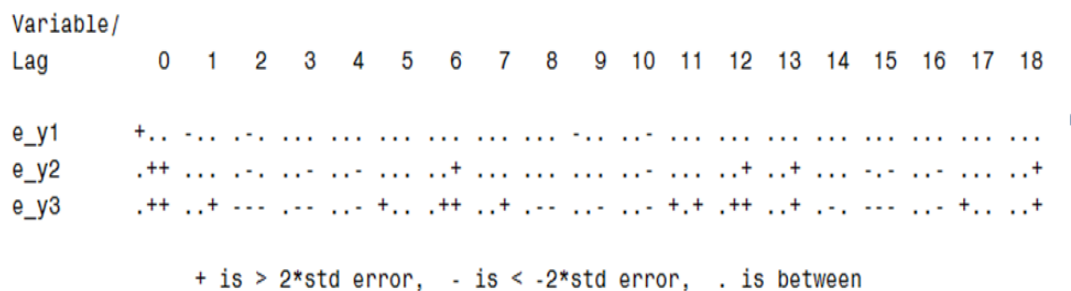 Variable/
Lag 0 1 2 3 4 5 6 7 8 9 10 11 12 13 14 15 16 17 18
e_y1 +.. -.. .-. ... ... ... ... ... ... -.. ..- ... ... ... ... ... ... ... ...
e_y2 .++ ... .-. ..- ..- ... ..+ ... ... ... ..- ... ..+ ..+ ... -.- ..- ... ..+
e_y3 .++ ..+ --- .-- ..- +.. .++ ..+ .-- ..- ..- +.+ .++ ..+ .-. --- ..- +.. ..+
+ is > 2*std error, - is < -2*std error, . is between